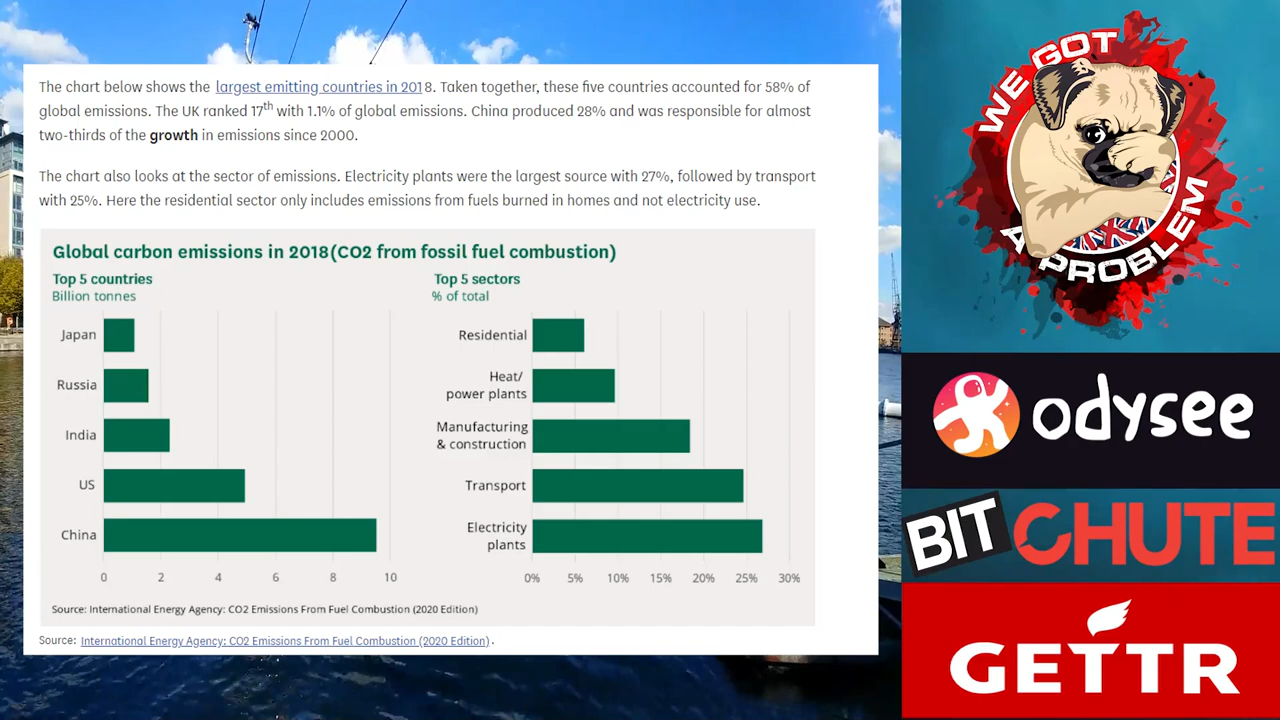 The chart below shows the largest emitting countries in 2018. Taken together, these five countries accounted for 58% of
global emissions. The UK ranked 17th with 1.1% of global emissions. China produced 28% and was responsible for almost
two-thirds of the growth in emissions since 2000.
The chart also looks at the sector of emissions. Electricity plants were the largest source with 27%, followed by transport
with 25%. Here the residential sector only includes emissions from fuels burned in homes and not electricity use.
Global carbon emissions in 2018(CO2 from fossil fuel combustion)
Top 5 countries
Billion tonnes
Japan
Russia
India
US
China
0 2 4 6 8 10
Top 5 sectors
% of total
Residential
Heat/
power plants
Manufacturing
& construction
Transport
Electricity
plants
0% 5% 10% 15% 20% 25% 30%
Source: International Energy Agency: CO2 Emissions From Fuel Combustion (2020 Edition)
Source: International Energy Agency: CO2 Emissions From Fuel Combustion (2020 Edition).
WE GOT
A PROBLEM
odysee
BITCHUTE
GETTR